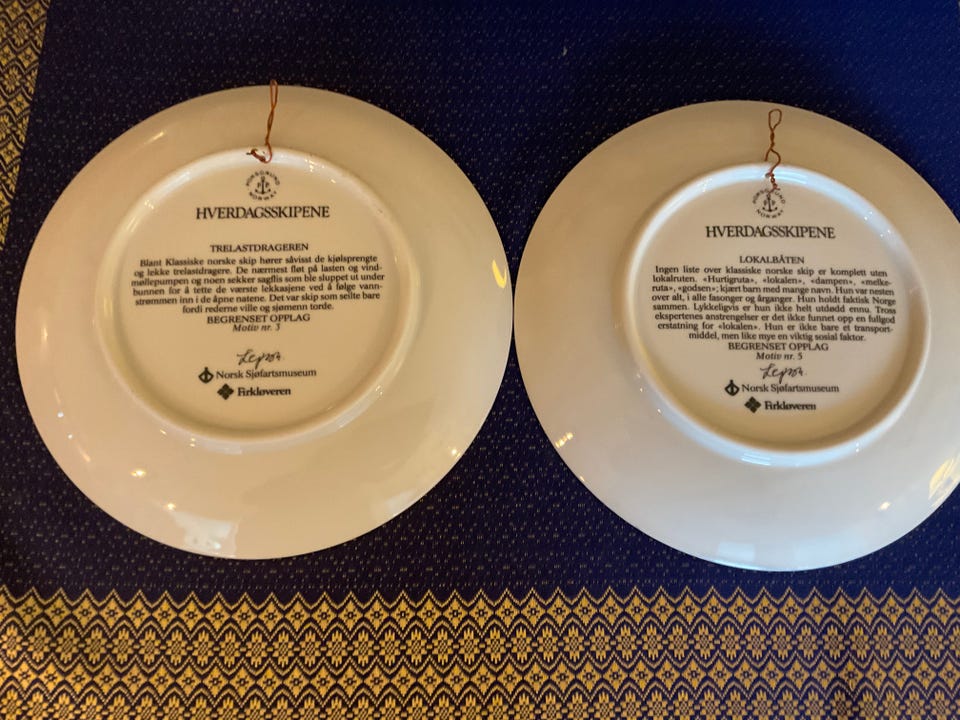 PORSGRUND
NORWAY
HVERDAGSSKIPENE
TRELASTDRAGEREN
Blant Klassiske norske skip hører såvisst de kjølsprengte
og lekke trelastdragere. De nærmest fløt på lasten og vind-
møllepumpen og noen sekker sagflis som ble sluppet ut under
bunnen for å tette de værste lekkasjene ved å følge vann-
strømmen inn i de åpne natene. Det var skip som seilte bare
fordi rederne ville og sjømenn torde.
BEGRENSET OPPLAG
Motiv nr. 3
Norsk Sjøfartsmuseum
Firkløveren
PORSGRUND
NORWAY
HVERDAGSSKIPENE
LOKALBÅTEN
Ingen liste over klassiske norske skip er komplett uten
lokalruten. «Hurtigruta», «lokalen», «dampen», «melke-
ruta», «godsen»; kjært barn med mange navn. Hun var nesten
over alt, i alle fasonger og årganger. Hun holdt faktisk Norge
sammen. Lykkeligvis er hun ikke helt utdødd ennu. Tross
ekspertenes anstrengelser er det ikke funnet opp en fullgod
erstatning for «lokalen». Hun er ikke bare et transport-
middel, men like mye en viktig sosial faktor.
BEGRENSET OPPLAG
Motiv nr. 5
Norsk Sjøfartsmuseum
Firkløveren